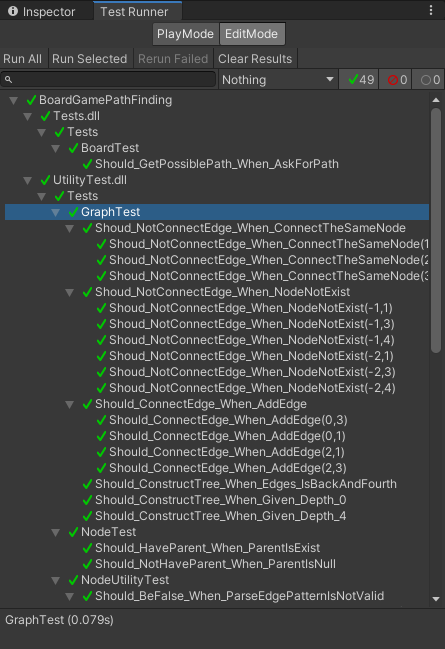 Inspector
Test Runner
PlayMode EditMode
Run All Run Selected Rerun Failed Clear Results
Nothing 49 0 0
BoardGamePathFinding
Tests.dll
Tests
BoardTest
Should_GetPossiblePath_When_AskForPath
UtilityTest.dll
Tests
GraphTest
Shoud_NotConnectEdge_When_ConnectTheSameNode
Shoud_NotConnectEdge_When_ConnectTheSameNode(1
Shoud_NotConnectEdge_When_ConnectTheSameNode(2
Shoud_NotConnectEdge_When_ConnectTheSameNode(3
Shoud_NotConnectEdge_When_NodeNotExist
Shoud_NotConnectEdge_When_NodeNotExist(-1,1)
Shoud_NotConnectEdge_When_NodeNotExist(-1,3)
Shoud_NotConnectEdge_When_NodeNotExist(-1,4)
Shoud_NotConnectEdge_When_NodeNotExist(-2,1)
Shoud_NotConnectEdge_When_NodeNotExist(-2,3)
Shoud_NotConnectEdge_When_NodeNotExist(-2,4)
Should_ConnectEdge_When_AddEdge
Should_ConnectEdge_When_AddEdge(0,3)
Should_ConnectEdge_When_AddEdge(0,1)
Should_ConnectEdge_When_AddEdge(2,1)
Should_ConnectEdge_When_AddEdge(2,3)
Should_ConstructTree_When_Edges_IsBackAndFourth
Should_ConstructTree_When_Given_Depth_0
Should_ConstructTree_When_Given_Depth_4
NodeTest
Should_HaveParent_When_ParentIsExist
Should_NotHaveParent_When_ParentIsNull
NodeUtilityTest
Should_BeFalse_When_ParseEdgePatternIsNotValid
GraphTest (0.079s)